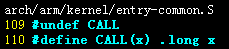 arch/arm/kernel/entry-common.S
109 #undef CALL
110 #define CALL(x) .long x